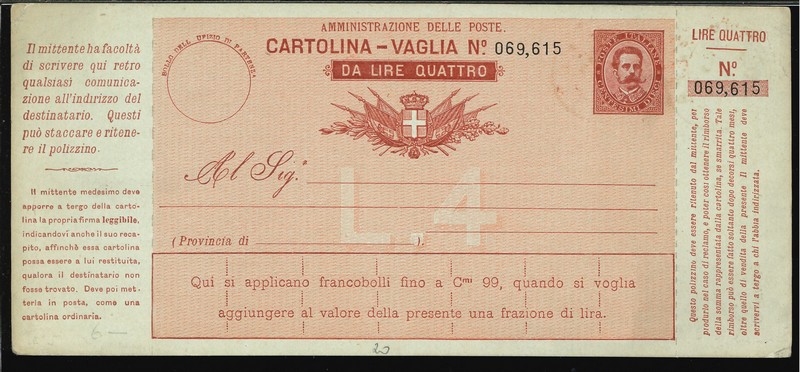 Il mittente ha facoltà
di scrivere qui retro
qualsiasi comunica-
zione all'indirizzo del
destinatario. Questi
può staccare e ritene-
re il polizzino.
Il mittente medesimo deve
apporre a tergo della carto-
lina la propria firma leggibile,
indicandovi anche il suo reca-
pito, affinchè essa cartolina
possa essere a lui restituita,
qualora il destinatario non
fosse trovato. Deve poi met-
terla in posta, come una
cartolina ordinaria.
6 —
BOLLO DELL' UFIZIO DI PARTENZA
AMMINISTRAZIONE DELLE POSTE.
CARTOLINA - VAGLIA Nº 069,615
DA LIRE QUATTRO
POSTE ITALIANE
CENTESIMI DIECI
Al Sig.
L.4
(Provincia di ).
Qui si applicano francobolli fino a Cmi 99, quando si voglia
aggiungere al valore della presente una frazione di lira.
20
LIRE QUATTRO
Nº
069,615
Questo polizzino deve essere ritenuto dal mittente, per
produrlo nel caso di reclamo, e poter così ottenere il rimborso
della somma rappresentata dalla cartolina, se smarrita. Tale
rimborso può essere fatto soltanto dopo decorsi quattro mesi,
oltre quello di vendita della presente Il mittente deve
scriverri a tergo a chi l'abbia indirizzata.